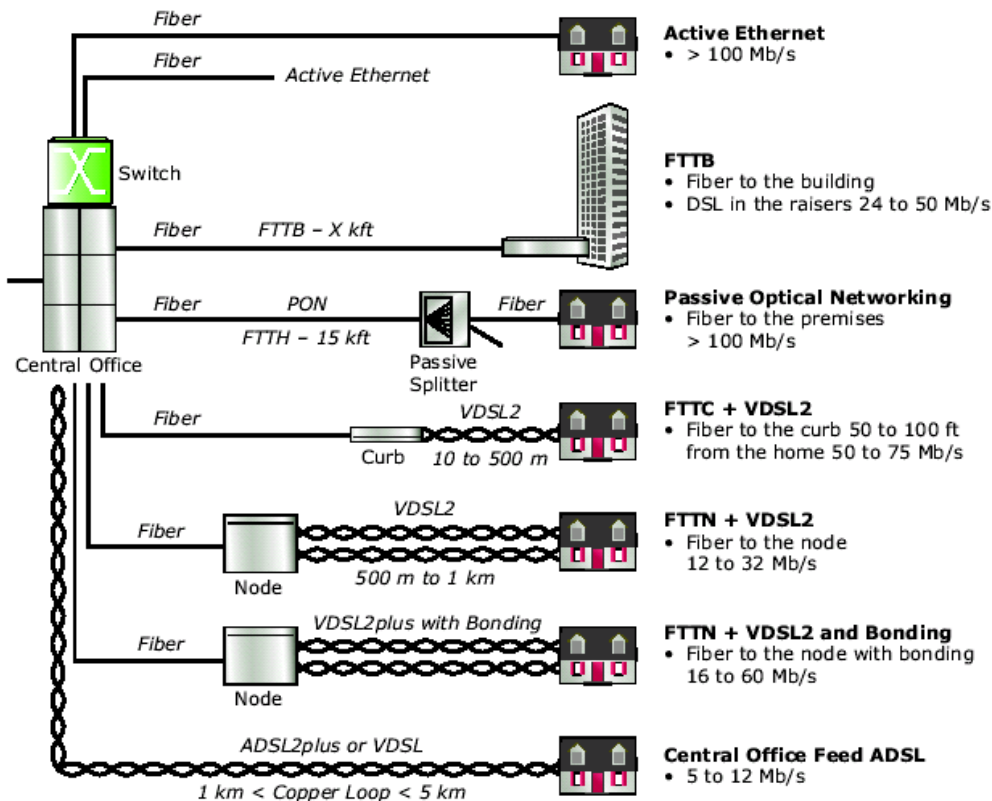 Fiber
Active Ethernet
• > 100 Mb/s
Fiber
Active Ethernet
Switch
FTTB
• Fiber to the building
• DSL in the raisers 24 to 50 Mb/s
Fiber
FTTB – X kft
Fiber
PON
Fiber
FTTH – 15 kft
Passive Optical Networking
• Fiber to the premises
> 100 Mb/s
Central Office
Passive
Splitter
Fiber
VDSL2
Curb
10 to 500 m
FTTC + VDSL2
• Fiber to the curb 50 to 100 ft
from the home 50 to 75 Mb/s
Fiber
VDSL2
Node
500 m to 1 km
FTTN + VDSL2
• Fiber to the node
12 to 32 Mb/s
Fiber
VDSL2plus with Bonding
Node
FTTN + VDSL2 and Bonding
• Fiber to the node with bonding
16 to 60 Mb/s
ADSL2plus or VDSL
1 km < Copper Loop < 5 km
Central Office Feed ADSL
• 5 to 12 Mb/s